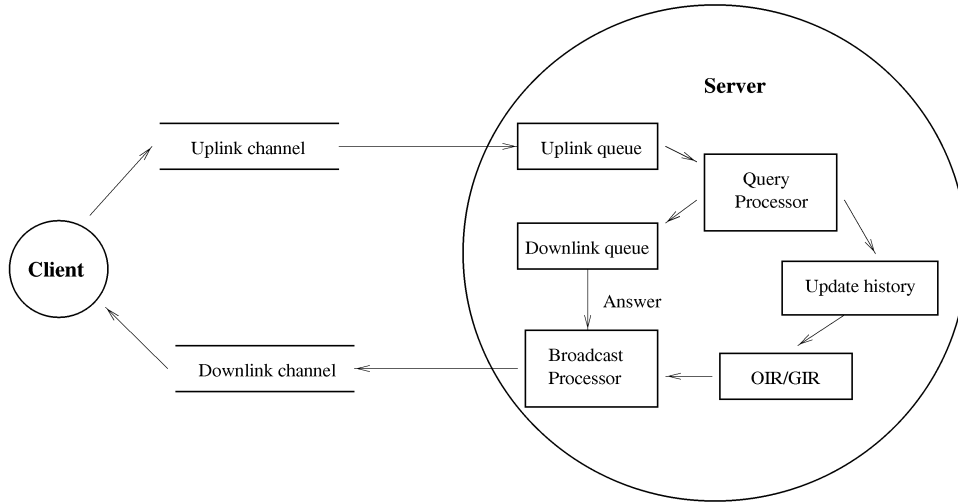 Server
Uplink channel
Uplink queue
Query
Processor
Client
Downlink queue
Update history
Answer
Broadcast
Processor
Downlink channel
OIR/GIR